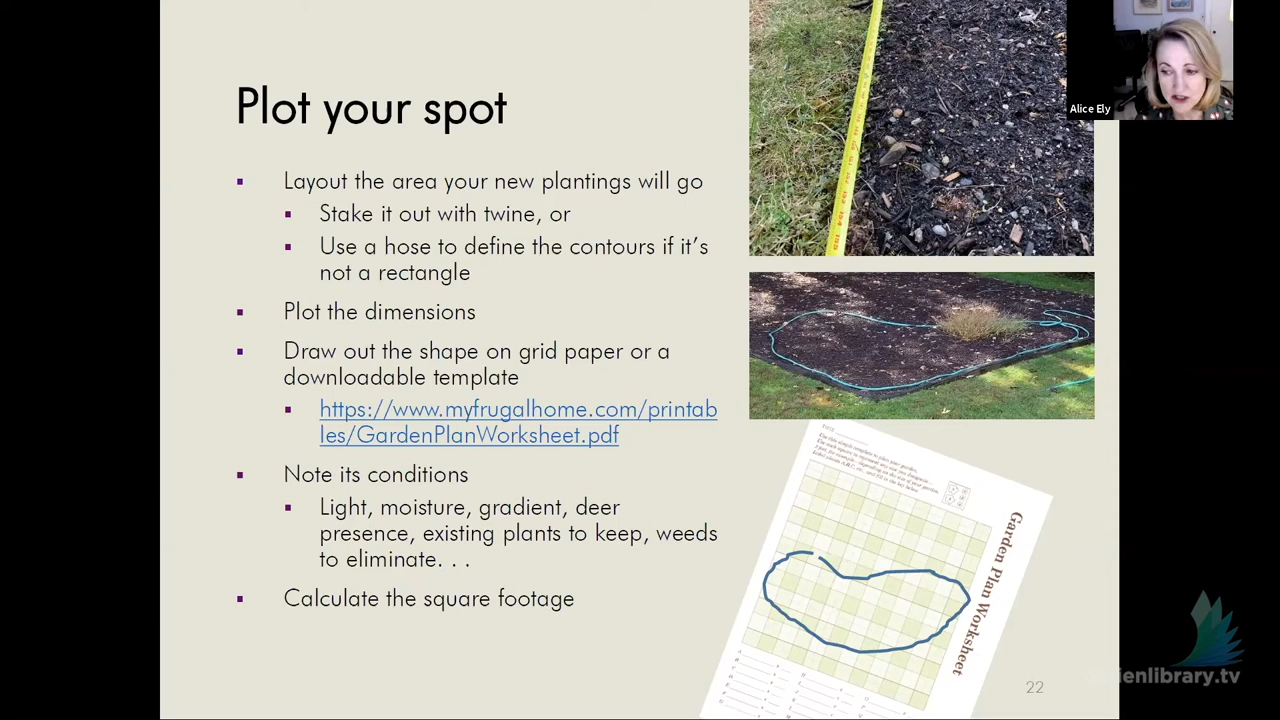 Plot your spot
Layout the area your new plantings will go
Stake it out with twine, or
Use a hose to define the contours if it's
not a rectangle
Plot the dimensions
Draw out the shape on grid paper or a
downloadable template
https://www.myfrugalhome.com/printab
les/GardenPlanWorksheet.pdf
Note its conditions
Light, moisture, gradient, deer
presence, existing plants to keep, weeds
to eliminate. . .
Calculate the square footage
Alice Ely
Garden Plan Worksheet
22
ienlibrary.tv